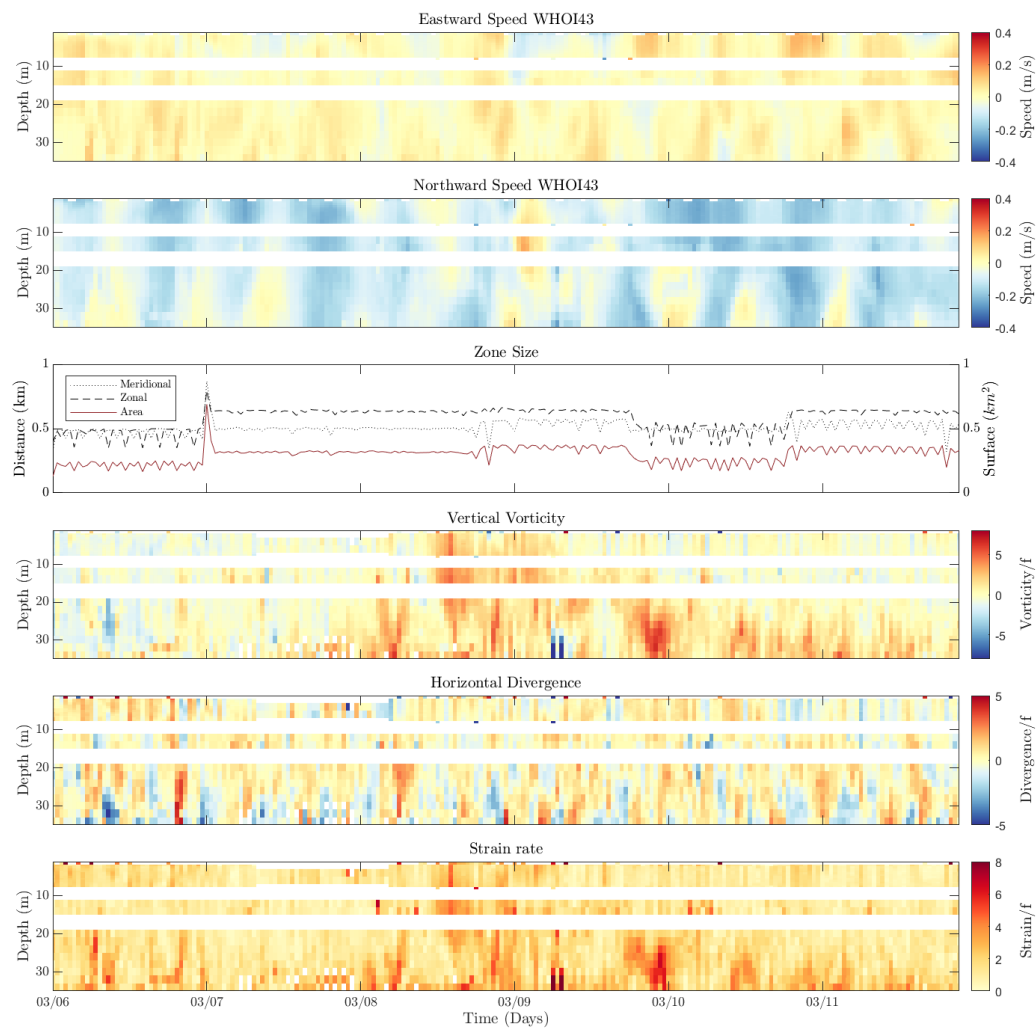 Eastward Speed WHOI43
Depth (m)
10
20
30
0.4
0.2
0
-0.2
-0.4
Speed (m/s)
Northward Speed WHOI43
Depth (m)
10
20
30
0.4
0.2
0
-0.2
-0.4
Speed (m/s)
Zone Size
Distance (km)
1
0.5
0
Meridional
Zonal
Area
1
0.5
0
Surface (km²)
Vertical Vorticity
Depth (m)
10
20
30
5
0
-5
Vorticity/f
Horizontal Divergence
Depth (m)
10
20
30
5
0
-5
Divergence/f
Strain rate
Depth (m)
10
20
30
8
6
4
2
0
Strain/f
03/06 03/07 03/08 03/09 03/10 03/11
Time (Days)